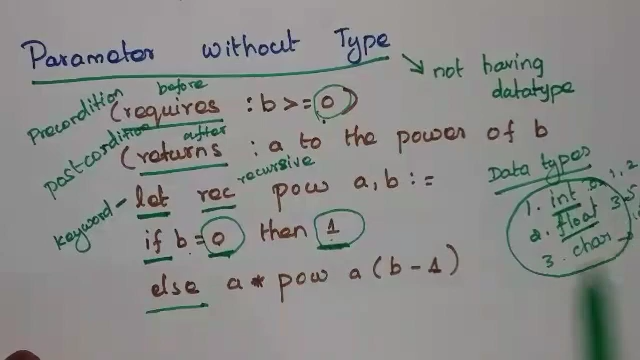 Parameter without Type
not having
datatype
Precondition before
(requires : b >= 0)
postcondition after
(returns : a to the power of b
keyword - let rec recursive pow a, b :=
if b = 0 then 1
else a * pow a (b - 1)
Data types
1. int
2. float
3. char